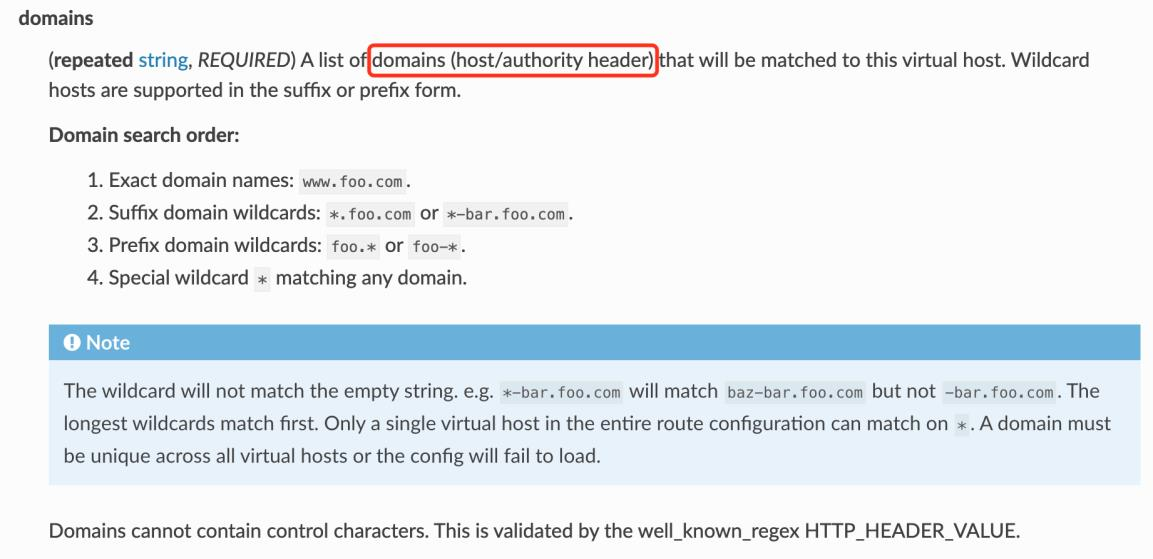 domains
(repeated string, REQUIRED) A list of domains (host/authority header) that will be matched to this virtual host. Wildcard
hosts are supported in the suffix or prefix form.
Domain search order:
1. Exact domain names: www.foo.com.
2. Suffix domain wildcards: *.foo.com or *-bar.foo.com.
3. Prefix domain wildcards: foo.* or foo-*.
4. Special wildcard * matching any domain.
Note
The wildcard will not match the empty string. e.g. *-bar.foo.com will match baz-bar.foo.com but not -bar.foo.com. The
longest wildcards match first. Only a single virtual host in the entire route configuration can match on *. A domain must
be unique across all virtual hosts or the config will fail to load.
Domains cannot contain control characters. This is validated by the well_known_regex HTTP_HEADER_VALUE.